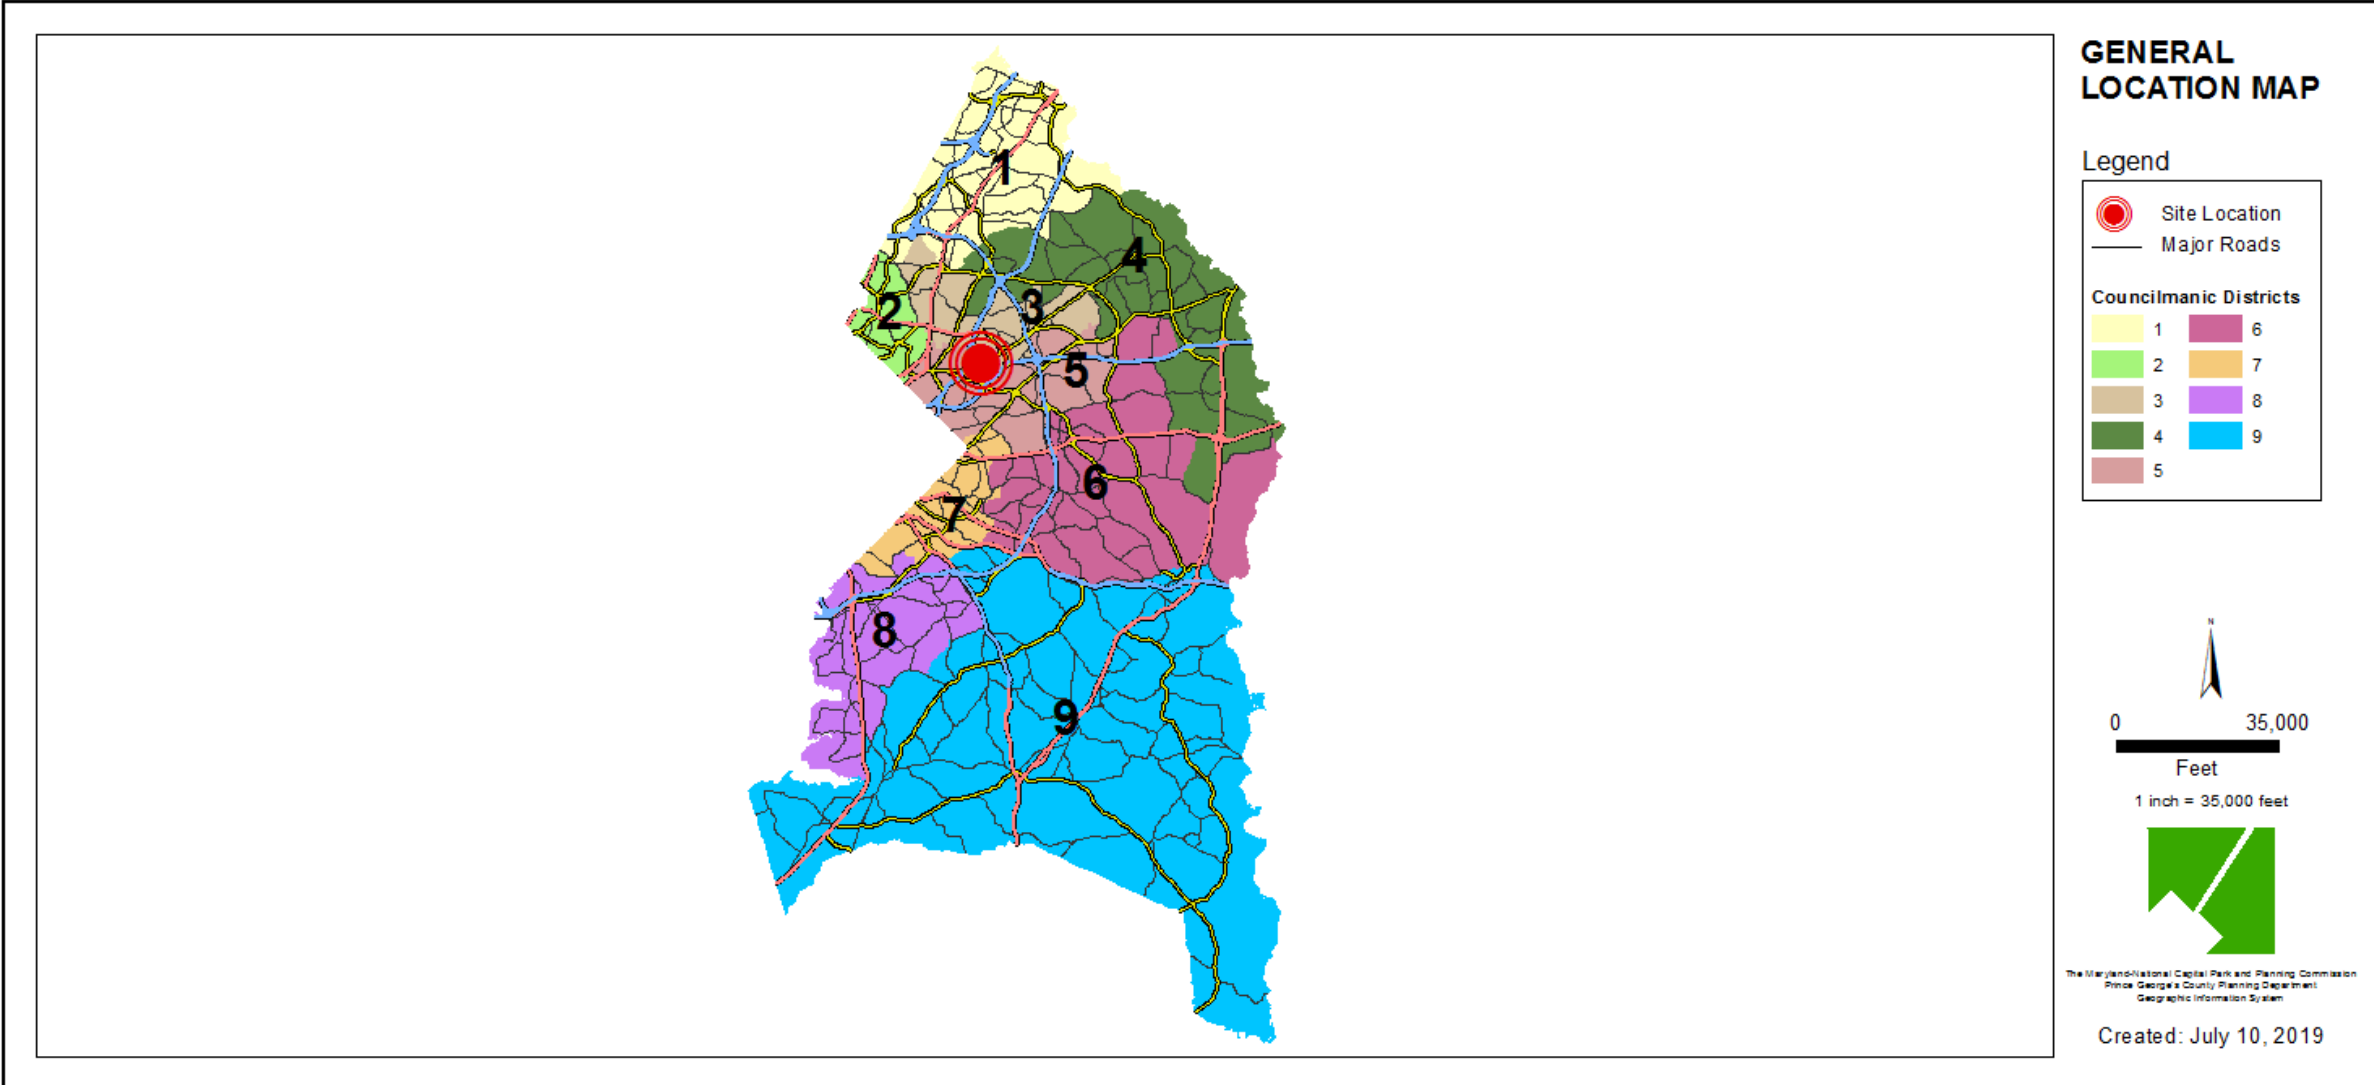 GENERAL
LOCATION MAP
Legend
Site Location
Major Roads
Councilmanic Districts
1 6
2 7
3 8
4 9
5
1
4
3
2
5
6
7
8
9
N
0 35,000
Feet
1 inch = 35,000 feet
The Maryland-National Capital Park and Planning Commission
Prince George's County Planning Department
Geographic Information System
Created: July 10, 2019